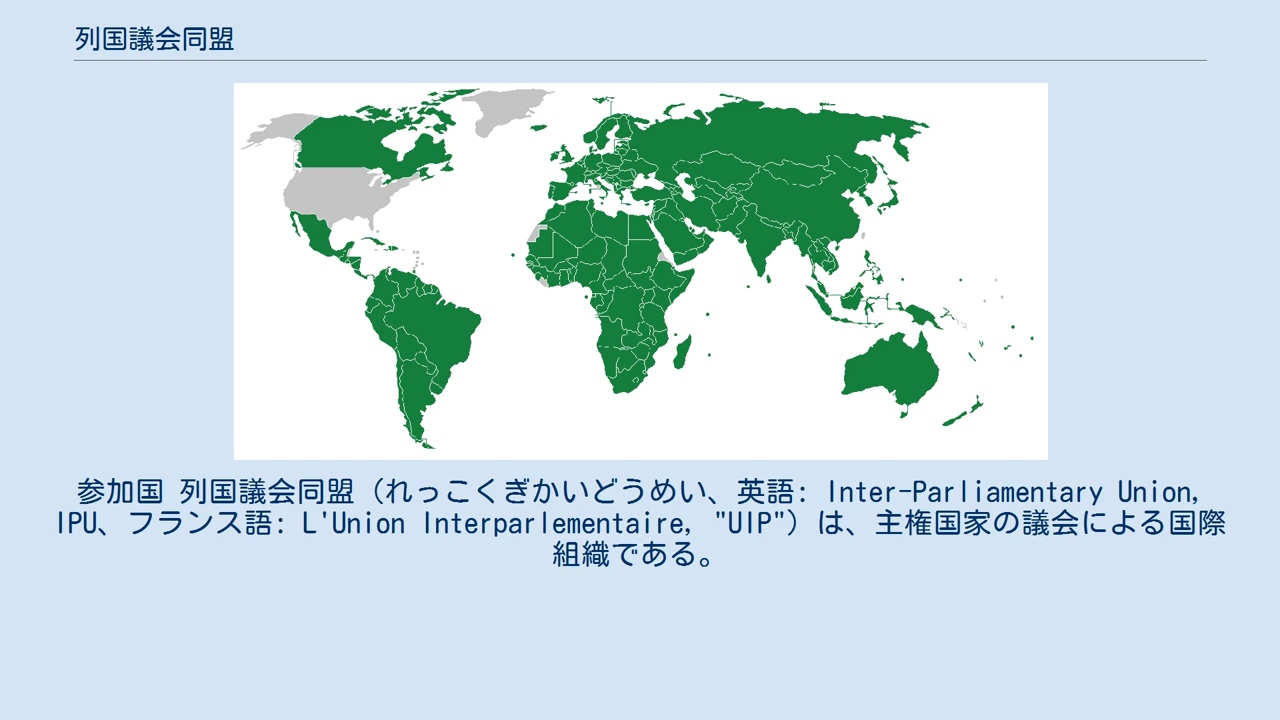 列国議会同盟
参加国 列国議会同盟（れっこくぎかいどうめい、英語: Inter-Parliamentary Union,
IPU、フランス語: L'Union Interparlementaire, "UIP"）は、主権国家の議会による国際
組織である。